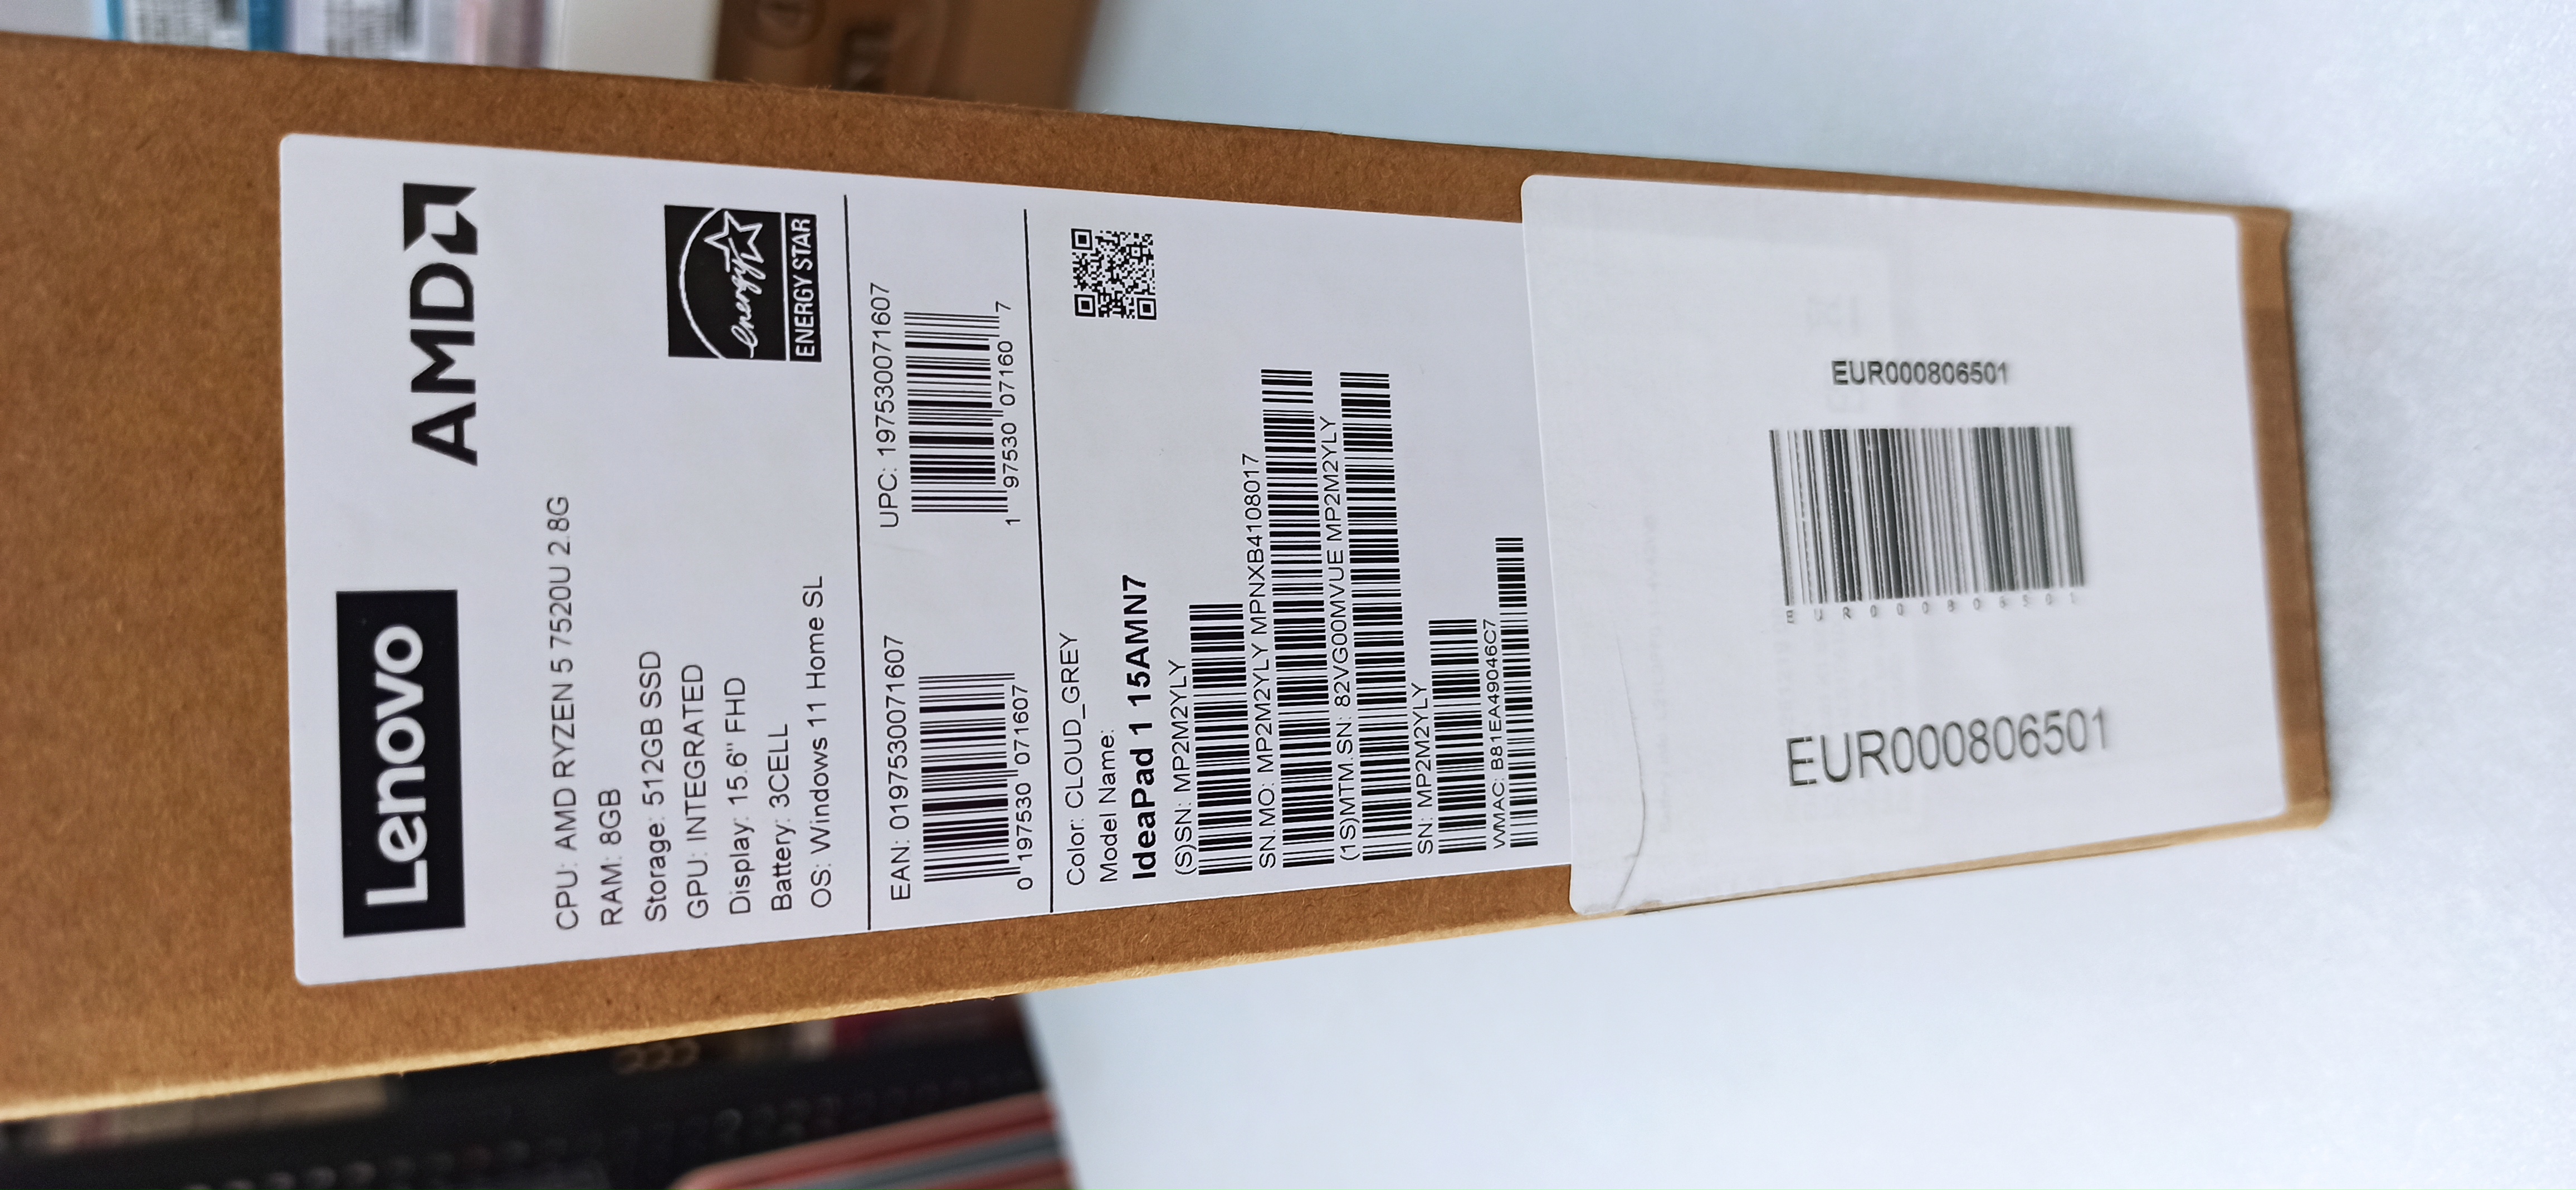 Lenovo
AMD
CPU: AMD RYZEN 5 7520U 2.8G
RAM: 8GB
Storage: 512GB SSD
GPU: INTEGRATED
Display: 15.6" FHD
Battery: 3CELL
OS: Windows 11 Home SL
energy
ENERGY STAR
EAN: 0197530071607
0 197530 071607
UPC: 197530071607
1 97530 07160 7
Color: CLOUD_GREY
Model Name:
IdeaPad 1 15AMN7
(S)SN: MP2M2YLY
SN.MO: MP2M2YLY MPNXB4108017
(1S)MTM.SN: 82VG00MVUE MP2M2YLY
SN: MP2M2YLY
WMAC: B81EA49046C7
EUR000806501
EUR000806501
EUR000806501